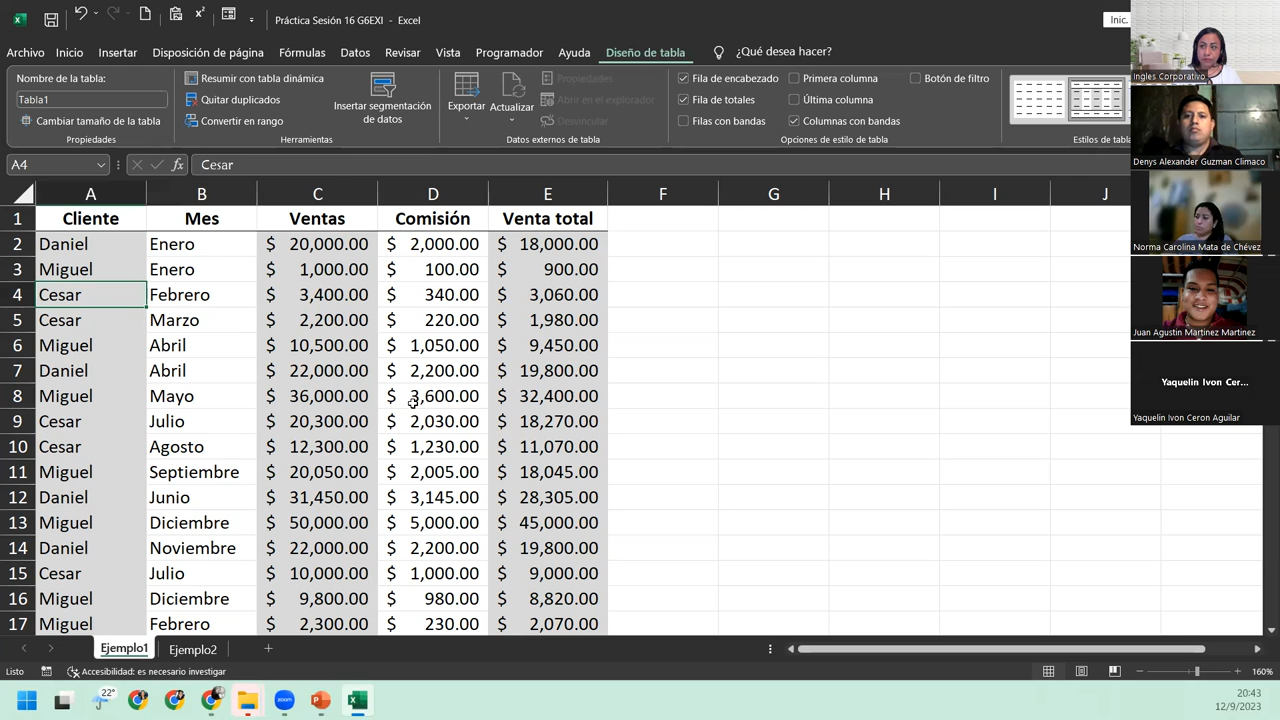 Práctica Sesión 16 G6EXI - Excel
Inic.
Archivo Inicio Insertar Disposición de página Fórmulas Datos Revisar Vista Programador Ayuda Diseño de tabla ¿Qué desea hacer?
Nombre de la tabla:
Tabla1
Cambiar tamaño de la tabla
Propiedades
Resumir con tabla dinámica
Quitar duplicados
Convertir en rango
Herramientas
Insertar segmentación
de datos
Exportar
Actualizar
Propiedades
Abrir en el explorador
Desvincular
Datos externos de tabla
Fila de encabezado
Primera columna
Botón de filtro
Fila de totales
Última columna
Filas con bandas
Columnas con bandas
Opciones de estilo de tabla
Estilos de tabla
A4
fx
Cesar
A B C D E F G H I J
1 Cliente Mes Ventas Comisión Venta total
2 Daniel Enero $ 20,000.00 $ 2,000.00 $ 18,000.00
3 Miguel Enero $ 1,000.00 $ 100.00 $ 900.00
4 Cesar Febrero $ 3,400.00 $ 340.00 $ 3,060.00
5 Cesar Marzo $ 2,200.00 $ 220.00 $ 1,980.00
6 Miguel Abril $ 10,500.00 $ 1,050.00 $ 9,450.00
7 Daniel Abril $ 22,000.00 $ 2,200.00 $ 19,800.00
8 Miguel Mayo $ 36,000.00 $ 3,600.00 $ 32,400.00
9 Cesar Julio $ 20,300.00 $ 2,030.00 $ 18,270.00
10 Cesar Agosto $ 12,300.00 $ 1,230.00 $ 11,070.00
11 Miguel Septiembre $ 20,050.00 $ 2,005.00 $ 18,045.00
12 Daniel Junio $ 31,450.00 $ 3,145.00 $ 28,305.00
13 Miguel Diciembre $ 50,000.00 $ 5,000.00 $ 45,000.00
14 Daniel Noviembre $ 22,000.00 $ 2,200.00 $ 19,800.00
15 Cesar Julio $ 10,000.00 $ 1,000.00 $ 9,000.00
16 Miguel Diciembre $ 9,800.00 $ 980.00 $ 8,820.00
17 Miguel Febrero $ 2,300.00 $ 230.00 $ 2,070.00
Ingles Corporativo
Denys Alexander Guzman Climaco
Norma Carolina Mata de Chévez
Juan Agustin Martinez Martinez
Yaquelin Ivon Cer...
Yaquelin Ivon Ceron Aguilar
Ejemplo1 Ejemplo2
Listo
Accesibilidad: es necesario investigar
160%
22°
zoom
20:43
12/9/2023